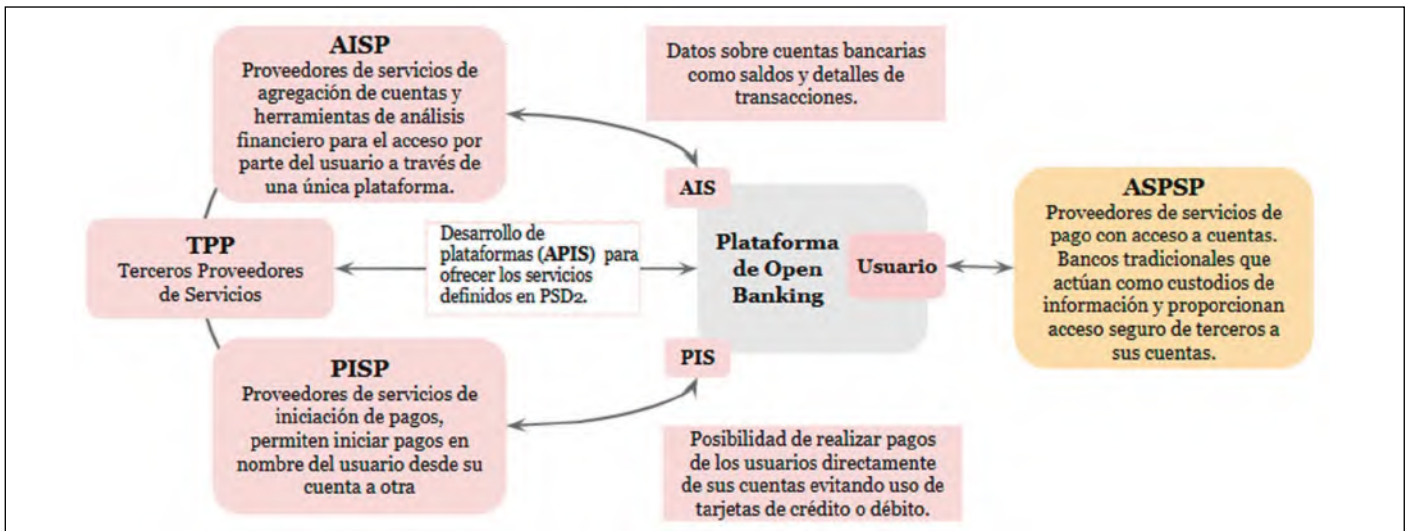 AISP
Proveedores de servicios de
agregación de cuentas y
herramientas de análisis
financiero para el acceso por
parte del usuario a través de
una única plataforma.
Datos sobre cuentas bancarias
como saldos y detalles de
transacciones.
AIS
TPP
Terceros Proveedores
de Servicios
Desarrollo de
plataformas (APIS) para
ofrecer los servicios
definidos en PSD2.
Plataforma
de Open
Banking
Usuario
ASPSP
Proveedores de servicios de
pago con acceso a cuentas.
Bancos tradicionales que
actúan como custodios de
información y proporcionan
acceso seguro de terceros a
sus cuentas.
PISP
Proveedores de servicios de
iniciación de pagos,
permiten iniciar pagos en
nombre del usuario desde su
cuenta a otra
PIS
Posibilidad de realizar pagos
de los usuarios directamente
de sus cuentas evitando uso de
tarjetas de crédito o débito.